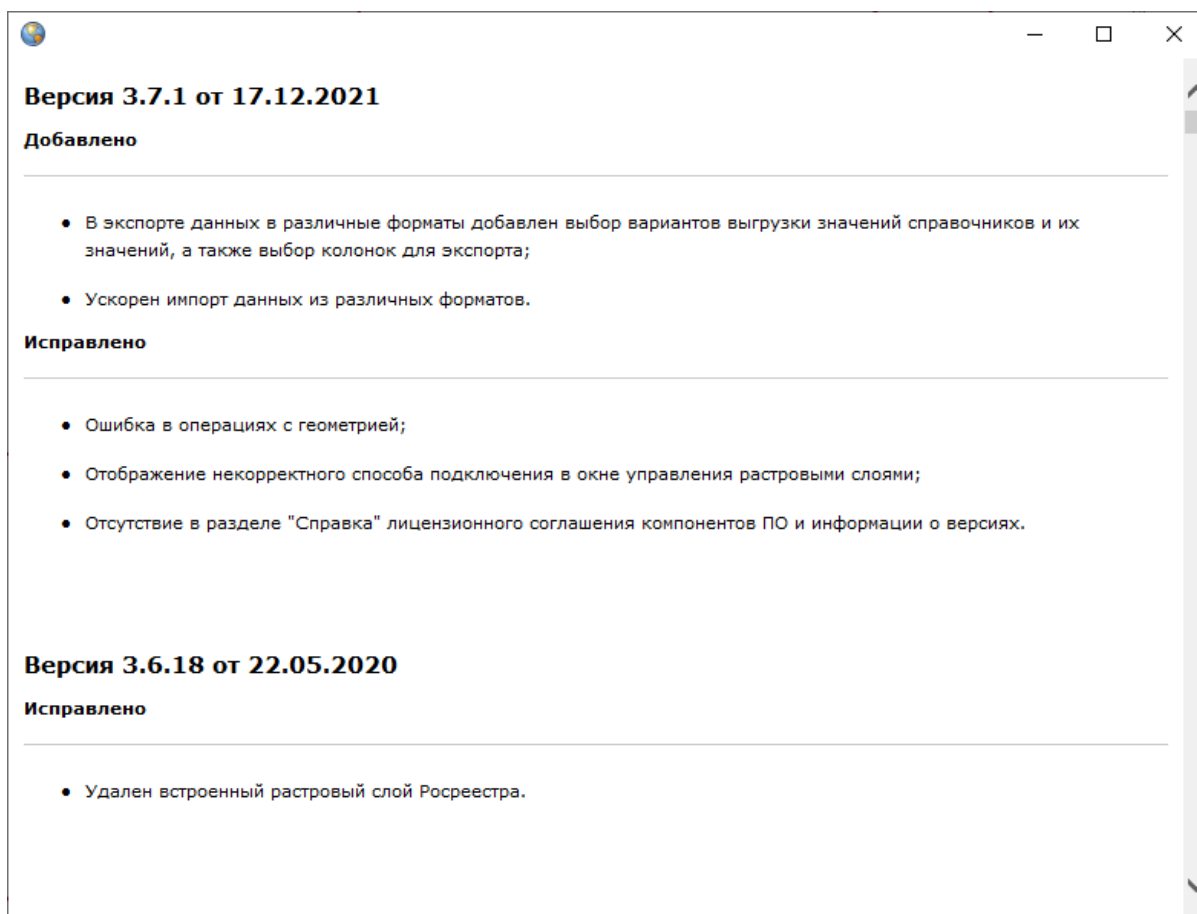 Версия 3.7.1 от 17.12.2021
Добавлено
● В экспорте данных в различные форматы добавлен выбор вариантов выгрузки значений справочников и их
значений, а также выбор колонок для экспорта;
● Ускорен импорт данных из различных форматов.
Исправлено
● Ошибка в операциях с геометрией;
● Отображение некорректного способа подключения в окне управления растровыми слоями;
● Отсутствие в разделе "Справка" лицензионного соглашения компонентов ПО и информации о версиях.
Версия 3.6.18 от 22.05.2020
Исправлено
● Удален встроенный растровый слой Росреестра.